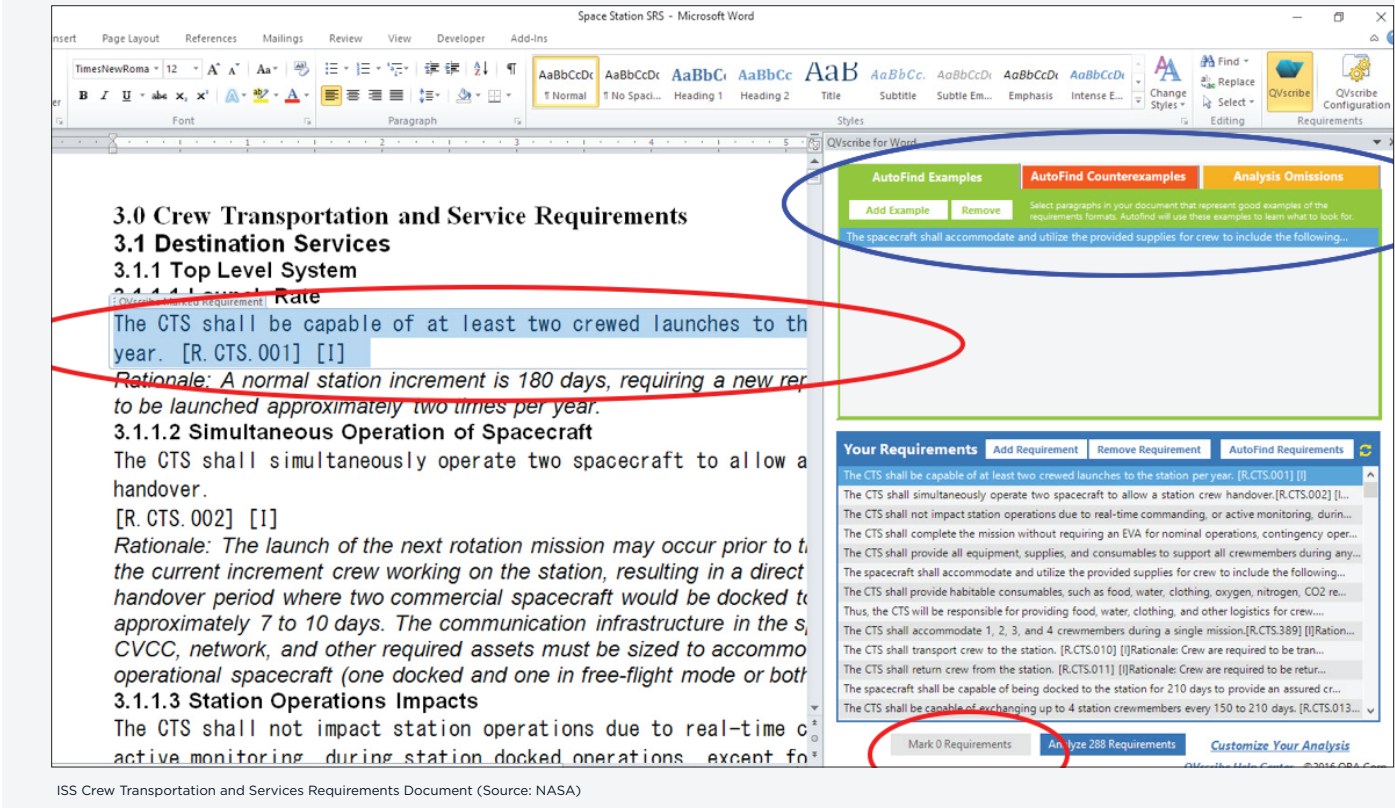 Space Station SRS - Microsoft Word
nsert Page Layout References Mailings Review View Developer Add-Ins
TimesNewRoma 12
AaBbCcDc AaBbCcDc AaBbC AaBbCc AaB AaBbCc. AaBbCcDi AaBbCcDc AaBbCcDi
¶ Normal ¶ No Spaci... Heading 1 Heading 2 Title Subtitle Subtle Em... Emphasis Intense E...
Change Styles
Find
Replace
Select
QVscribe
QVscribe Configuration
er Font Paragraph Styles Editing Requirements
1 2 3 4 5
3.0 Crew Transportation and Service Requirements
3.1 Destination Services
3.1.1 Top Level System
3.1.1.1 Launch Rate
QVscribe Marked Requirement
The CTS shall be capable of at least two crewed launches to th
year. [R.CTS.001] [I]
Rationale: A normal station increment is 180 days, requiring a new rep
to be launched approximately two times per year.
3.1.1.2 Simultaneous Operation of Spacecraft
The CTS shall simultaneously operate two spacecraft to allow a
handover.
[R.CTS.002] [I]
Rationale: The launch of the next rotation mission may occur prior to t
the current increment crew working on the station, resulting in a direct
handover period where two commercial spacecraft would be docked to
approximately 7 to 10 days. The communication infrastructure in the s
CVCC, network, and other required assets must be sized to accommo
operational spacecraft (one docked and one in free-flight mode or both
3.1.1.3 Station Operations Impacts
The CTS shall not impact station operations due to real-time c
active monitoring, during station docked operations, except fo
QVscribe for Word
AutoFind Examples AutoFind Counterexamples Analysis Omissions
Add Example Remove
Select paragraphs in your document that represent good examples of the
requirements formats. Autofind will use these examples to learn what to look for.
The spacecraft shall accommodate and utilize the provided supplies for crew to include the following...
Your Requirements Add Requirement Remove Requirement AutoFind Requirements
The CTS shall be capable of at least two crewed launches to the station per year. [R.CTS.001] [I]
The CTS shall simultaneously operate two spacecraft to allow a station crew handover.[R.CTS.002] [I...
The CTS shall not impact station operations due to real-time commanding, or active monitoring, durin...
The CTS shall complete the mission without requiring an EVA for nominal operations, contingency oper...
The CTS shall provide all equipment, supplies, and consumables to support all crewmembers during any...
The spacecraft shall accommodate and utilize the provided supplies for crew to include the following...
The CTS shall provide habitable consumables, such as food, water, clothing, oxygen, nitrogen, CO2 re...
Thus, the CTS will be responsible for providing food, water, clothing, and other logistics for crew....
The CTS shall accommodate 1, 2, 3, and 4 crewmembers during a single mission.[R.CTS.389] [I]Ration...
The CTS shall transport crew to the station. [R.CTS.010] [I]Rationale: Crew are required to be tran...
The CTS shall return crew from the station. [R.CTS.011] [I]Rationale: Crew are required to be retur...
The spacecraft shall be capable of being docked to the station for 210 days to provide an assured cr...
The CTS shall be capable of exchanging up to 4 station crewmembers every 150 to 210 days. [R.CTS.013...
Mark 0 Requirements Analyze 288 Requirements Customize Your Analysis
QVscribe Help Center ©2016 QRA Corp
ISS Crew Transportation and Services Requirements Document (Source: NASA)